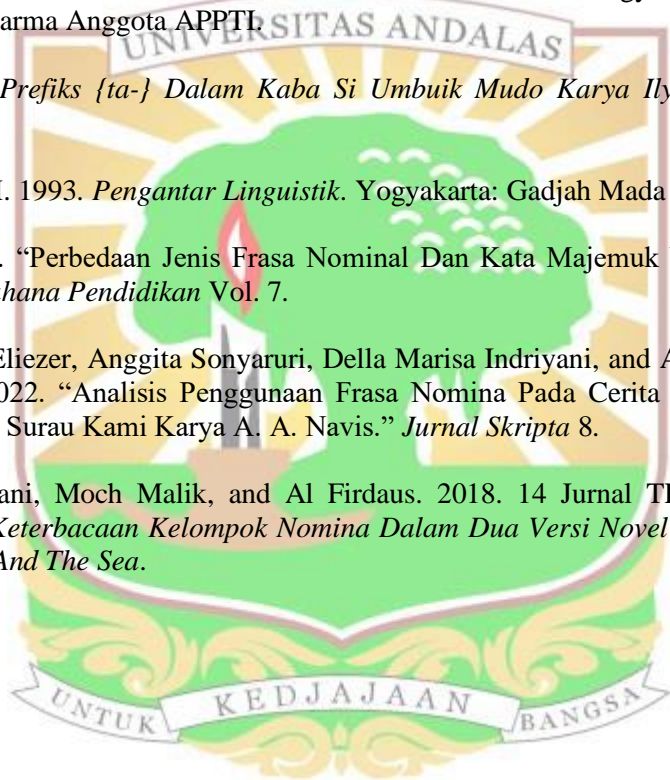 arma Anggota APPTI.
UNIVERSITAS ANDALAS
Prefiks {ta-} Dalam Kaba Si Umbuik Mudo Karya Ily
. 1993. Pengantar Linguistik. Yogyakarta: Gadjah Mada
. “Perbedaan Jenis Frasa Nominal Dan Kata Majemuk
ahana Pendidikan Vol. 7.
Eliezer, Anggita Sonyaruri, Della Marisa Indriyani, and A
022. “Analisis Penggunaan Frasa Nomina Pada Cerita
Surau Kami Karya A. A. Navis.” Jurnal Skripta 8.
ani, Moch Malik, and Al Firdaus. 2018. 14 Jurnal
Keterbacaan Kelompok Nomina Dalam Dua Versi Novel
And The Sea.
UNTUK KEDJAJAAN BANGSA